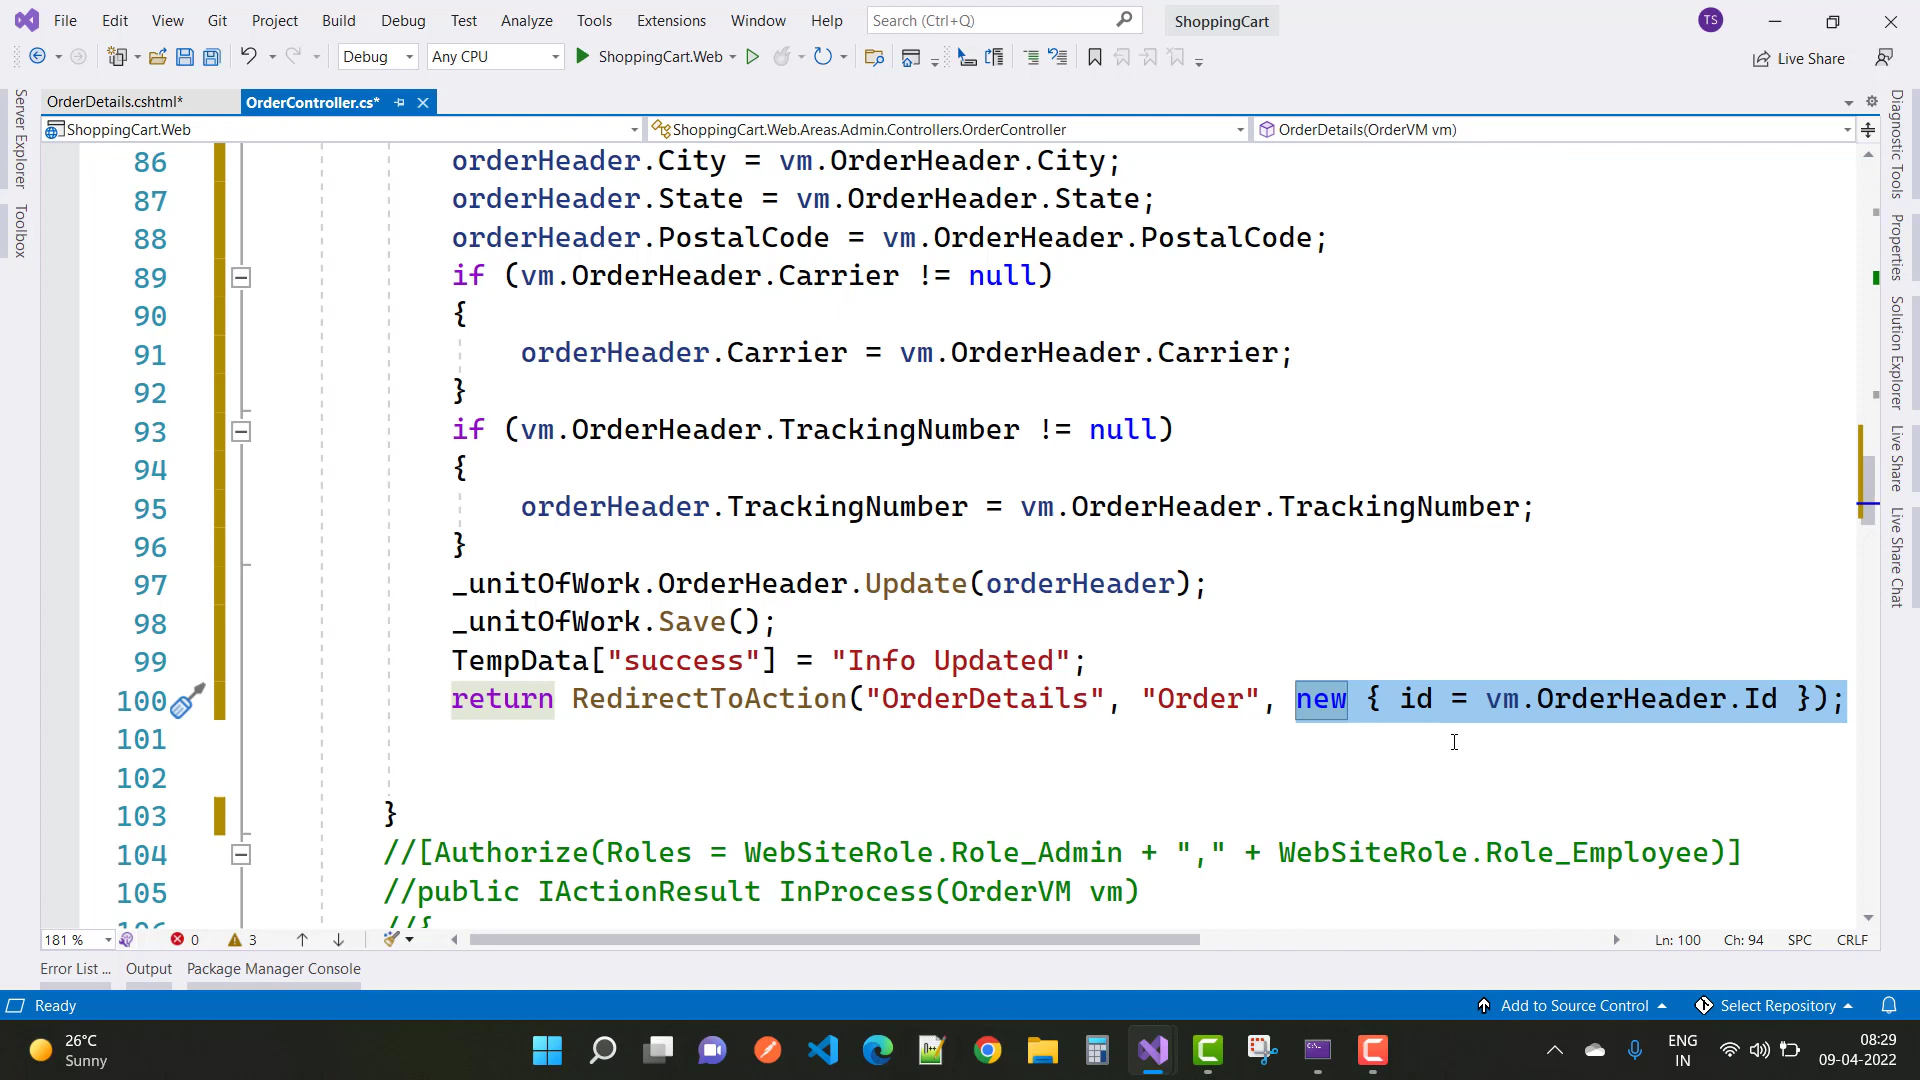 File Edit View Git Project Build Debug Test Analyze Tools Extensions Window Help Search (Ctrl+Q) ShoppingCart TS
Debug Any CPU ShoppingCart.Web Live Share
OrderDetails.cshtml* OrderController.cs*
ShoppingCart.Web ShoppingCart.Web.Areas.Admin.Controllers.OrderController OrderDetails(OrderVM vm)
Server Explorer
Toolbox
86 orderHeader.City = vm.OrderHeader.City;
87 orderHeader.State = vm.OrderHeader.State;
88 orderHeader.PostalCode = vm.OrderHeader.PostalCode;
89 if (vm.OrderHeader.Carrier != null)
90 {
91 orderHeader.Carrier = vm.OrderHeader.Carrier;
92 }
93 if (vm.OrderHeader.TrackingNumber != null)
94 {
95 orderHeader.TrackingNumber = vm.OrderHeader.TrackingNumber;
96 }
97 _unitOfWork.OrderHeader.Update(orderHeader);
98 _unitOfWork.Save();
99 TempData["success"] = "Info Updated";
100 return RedirectToAction("OrderDetails", "Order", new { id = vm.OrderHeader.Id });
101
102
103 }
104 //[Authorize(Roles = WebSiteRole.Role_Admin + "," + WebSiteRole.Role_Employee)]
105 //public IActionResult InProcess(OrderVM vm)
106 //{
Diagnostic Tools
Properties
Solution Explorer
Live Share
Live Share Chat
181 % 0 3 Ln: 100 Ch: 94 SPC CRLF
Error List ... Output Package Manager Console
Ready Add to Source Control Select Repository
26°C
Sunny
ENG
IN
08:29
09-04-2022